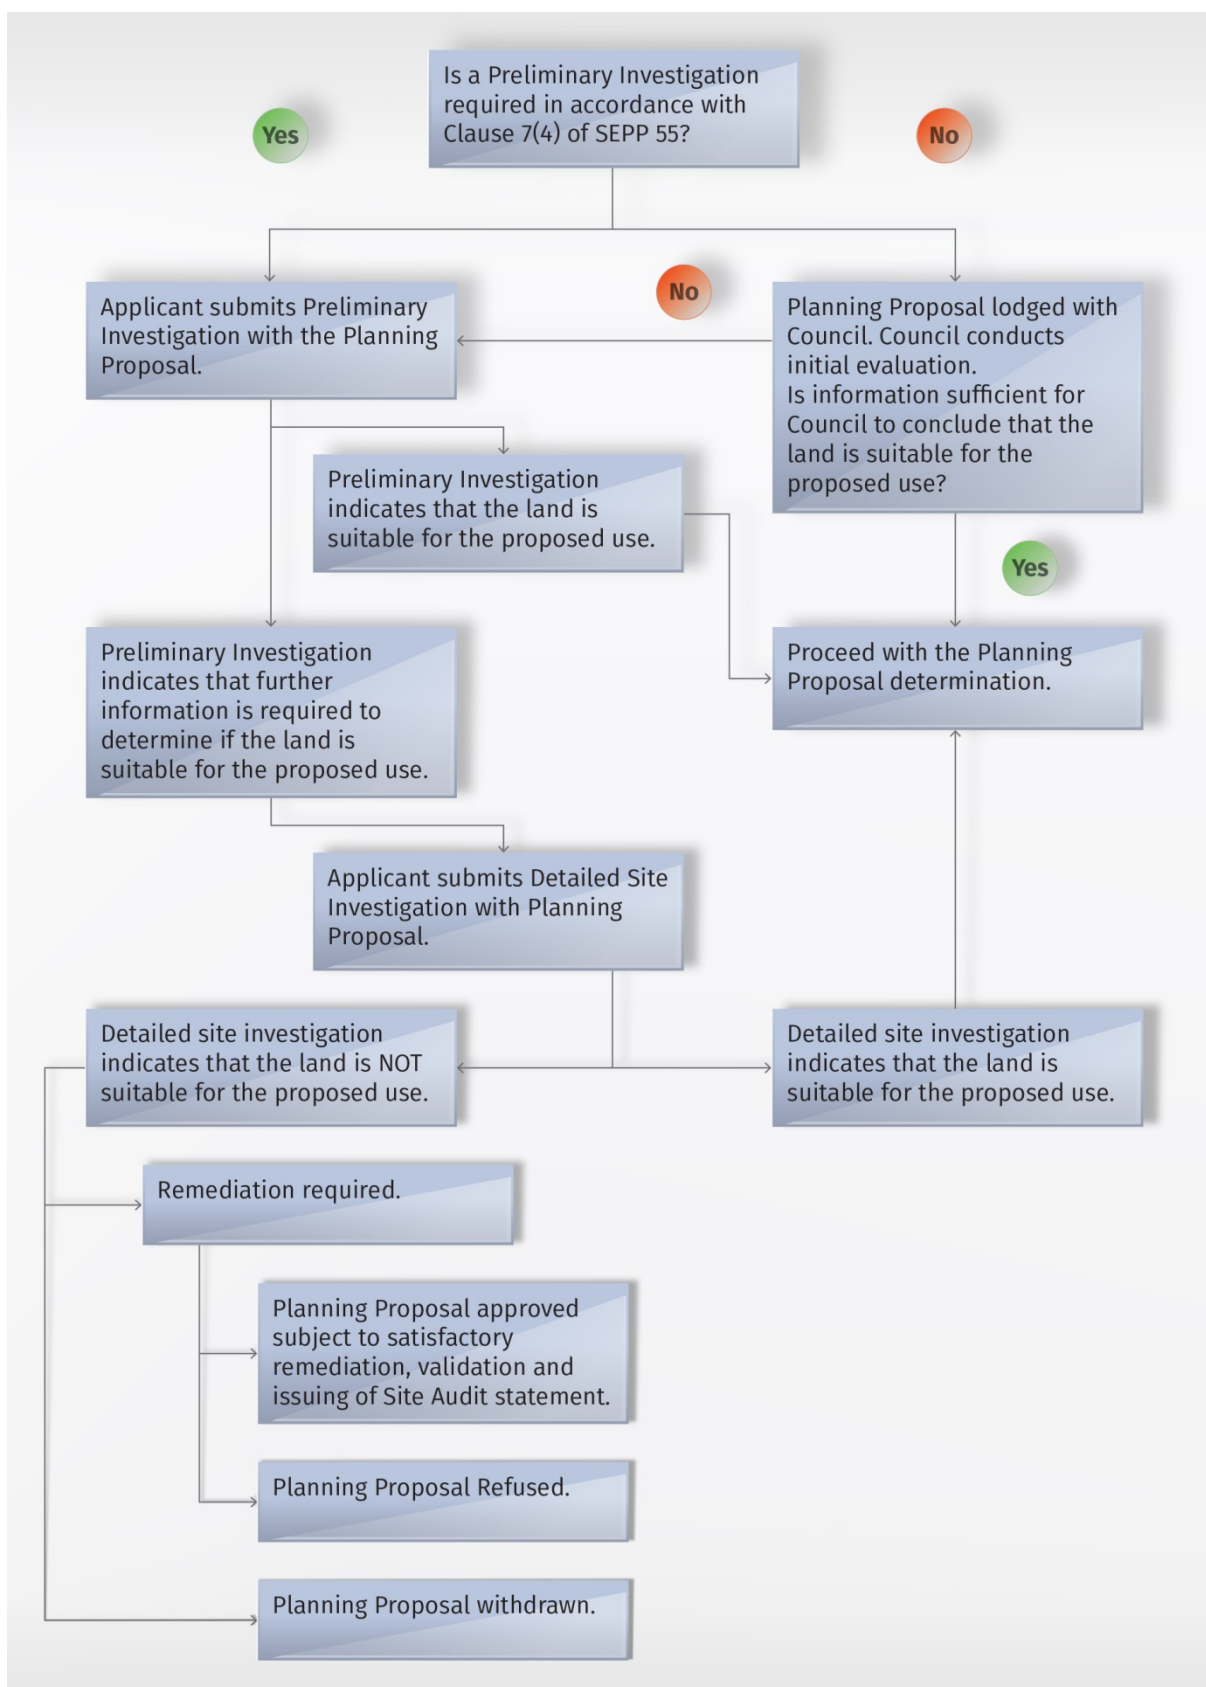 Is a Preliminary Investigation
required in accordance with
Clause 7(4) of SEPP 55?
Yes
No
Applicant submits Preliminary
Investigation with the Planning
Proposal.
No
Planning Proposal lodged with
Council. Council conducts
initial evaluation.
Is information sufficient for
Council to conclude that the
land is suitable for the
proposed use?
Preliminary Investigation
indicates that the land is
suitable for the proposed use.
Yes
Preliminary Investigation
indicates that further
information is required to
determine if the land is
suitable for the proposed use.
Proceed with the Planning
Proposal determination.
Applicant submits Detailed Site
Investigation with Planning
Proposal.
Detailed site investigation
indicates that the land is NOT
suitable for the proposed use.
Detailed site investigation
indicates that the land is
suitable for the proposed use.
Remediation required.
Planning Proposal approved
subject to satisfactory
remediation, validation and
issuing of Site Audit statement.
Planning Proposal Refused.
Planning Proposal withdrawn.